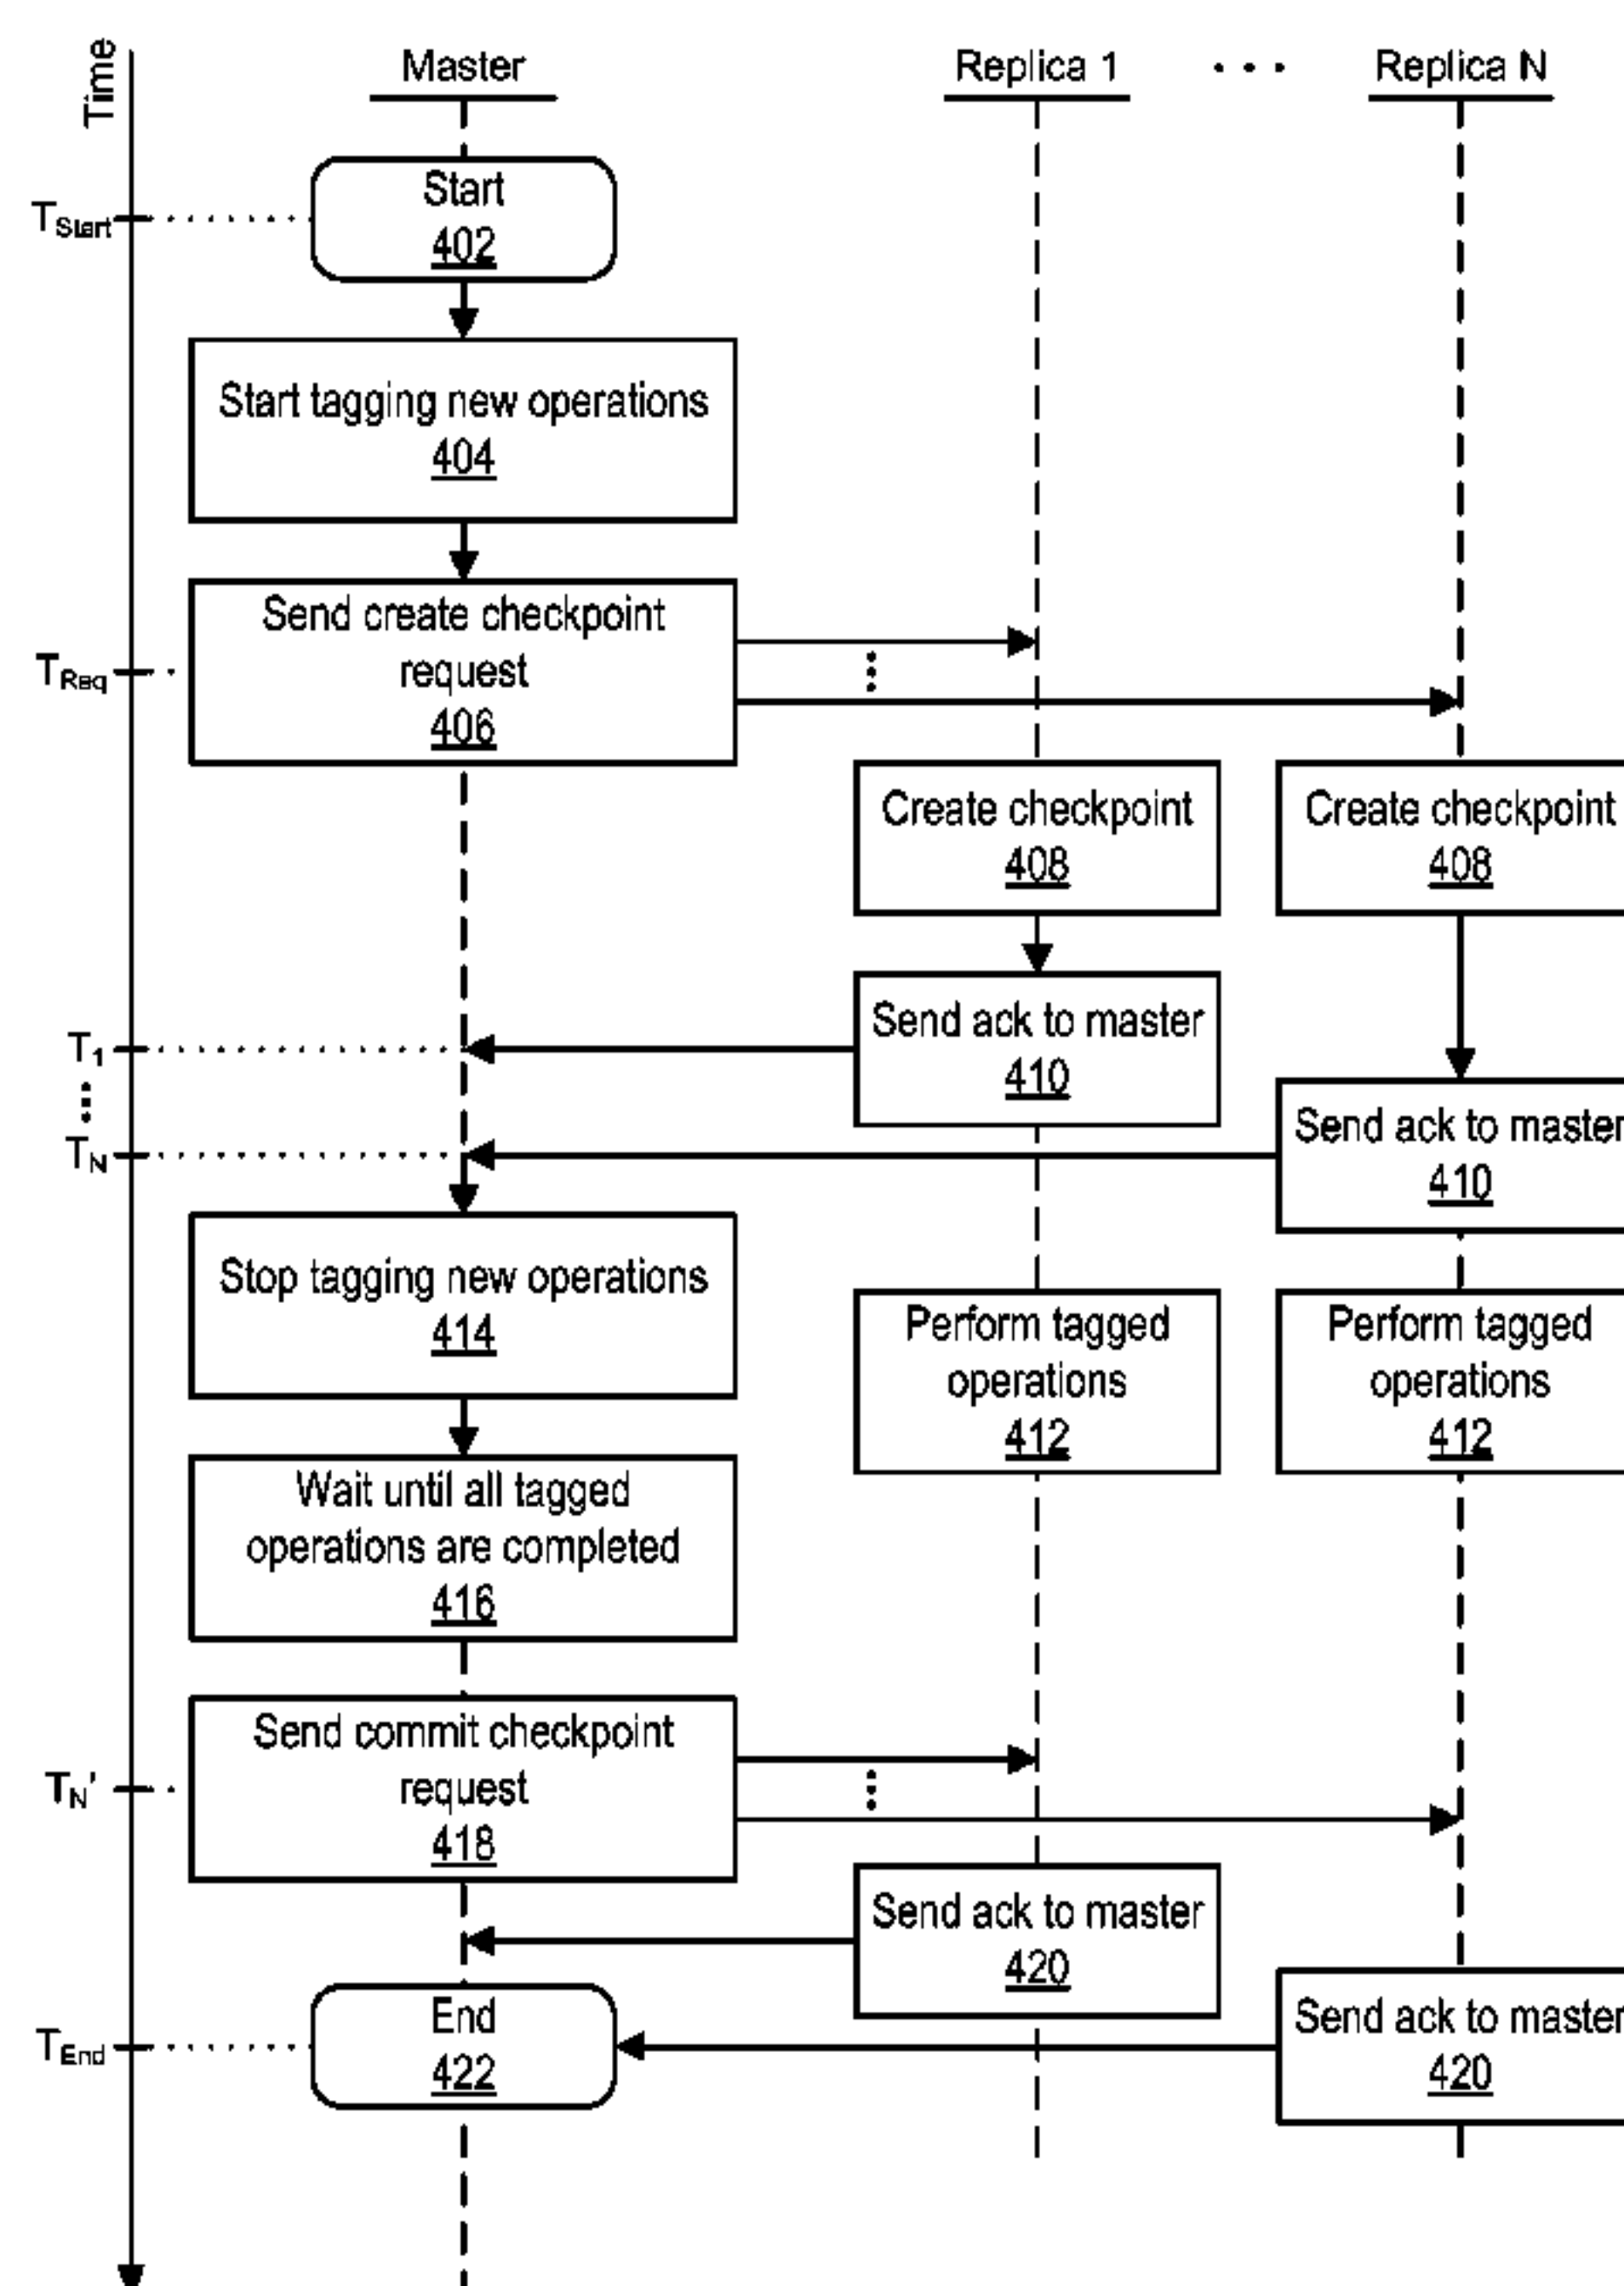 Time
Master
Replica 1
• • •
Replica N
TStart
Start
402
Start tagging new operations
404
TReq
Send create checkpoint
request
406
Create checkpoint
408
Create checkpoint
408
T1
Send ack to master
410
TN
Send ack to master
410
Stop tagging new operations
414
Perform tagged
operations
412
Perform tagged
operations
412
Wait until all tagged
operations are completed
416
TN'
Send commit checkpoint
request
418
Send ack to master
420
TEnd
End
422
Send ack to master
420